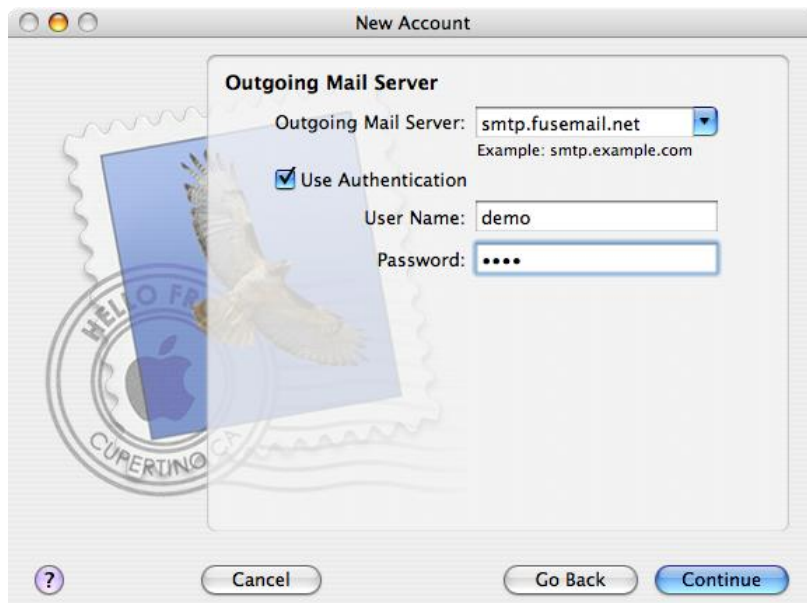 New Account
Outgoing Mail Server
Outgoing Mail Server: smtp.fusemail.net
Example: smtp.example.com
Use Authentication
User Name: demo
Password: ••••
HELLO FR
CUPERTINO CA
?
Cancel
Go Back
Continue